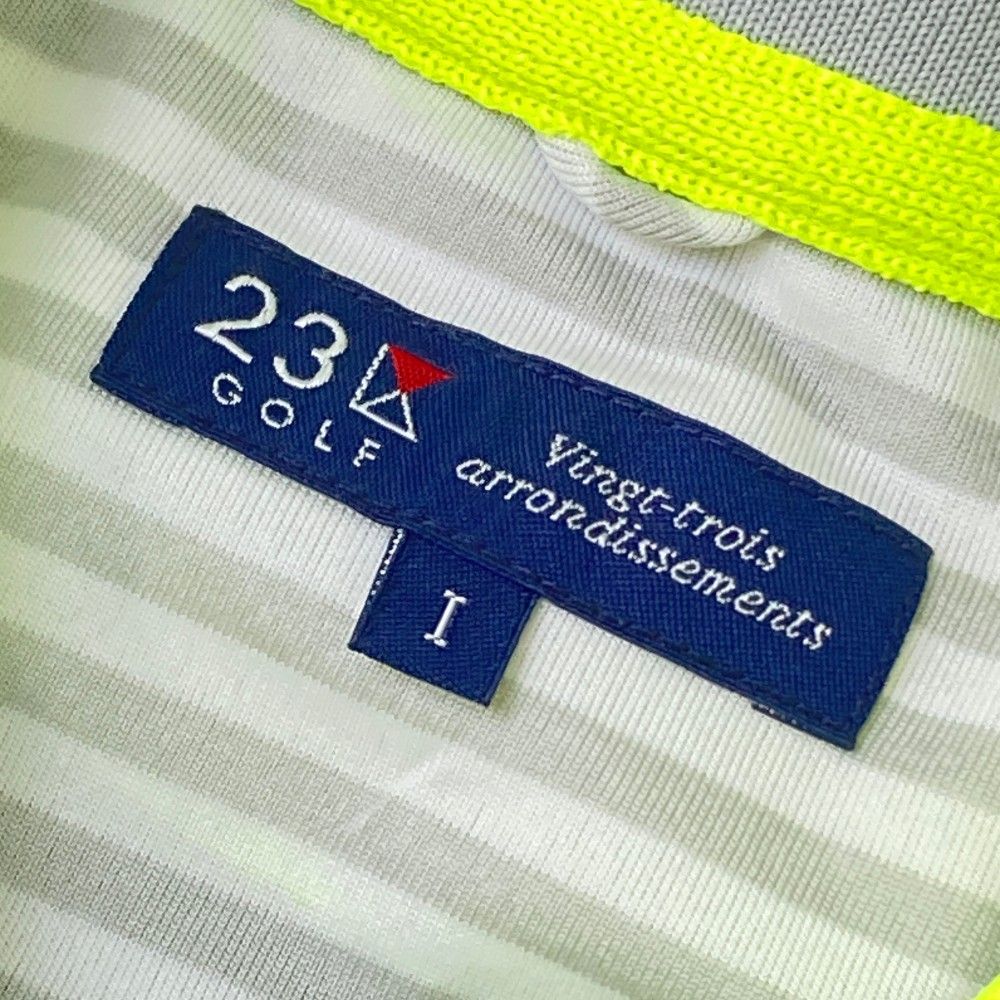 23
GOLF
Vingt-trois
arrondissements
I